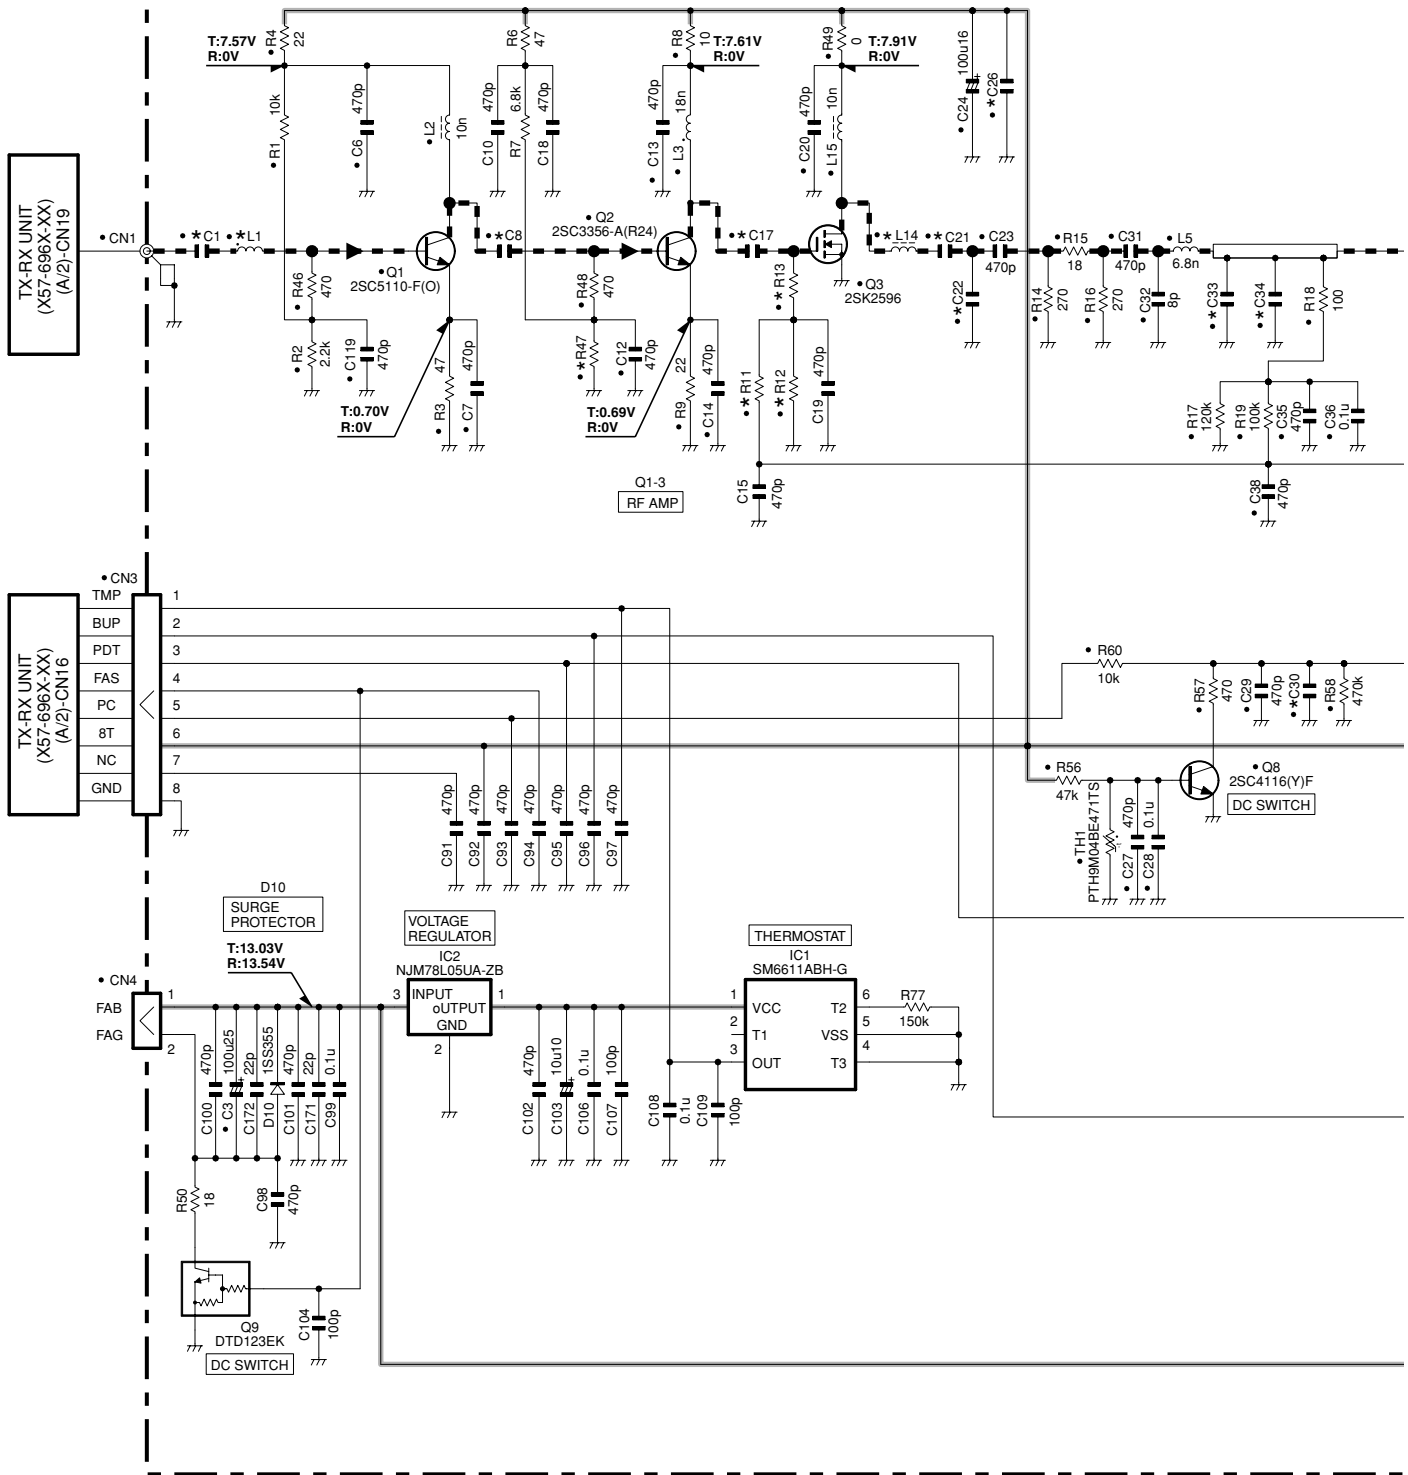 R4
22
T:7.57V
R:0V
10k
R1
470p
C6
L2
10n
R6
47
470p
C10
6.8k
R7
470p
C18
R8
10
T:7.61V
R:0V
470p
C13
18n
L3
R49
0
T:7.91V
R:0V
470p
C20
10n
L15
100u16
C24
*C26
TX-RX UNIT
(X57-696X-XX)
(A/2)-CN19
CN1
*C1
*L1
R46
470
R2
2.2k
C119
470p
Q1
2SC5110-F(O)
T:0.70V
R:0V
47
R3
470p
C7
*C8
Q2
2SC3356-A(R24)
R48
470
*R47
C12
470p
T:0.69V
R:0V
22
R9
470p
C14
Q1-3
RF AMP
*C17
*R13
*R11
*R12
470p
C19
C15
470p
Q3
2SK2596
*L14
*C21
*C22
C23
470p
R14
270
R15
18
R16
270
C31
470p
C32
8p
L5
6.8n
*C33
*C34
R18
100
R17
120k
R19
100k
C35
470p
C36
0.1u
C38
470p
CN3
TX-RX UNIT
(X57-696X-XX)
(A/2)-CN16
TMP 1
BUP 2
PDT 3
FAS 4
PC 5
8T 6
NC 7
GND 8
470p
C91
470p
C92
470p
C93
470p
C94
470p
C95
470p
C96
470p
C97
R60
10k
R57
470
C29
470p
*C30
R58
470k
R56
47k
Q8
2SC4116(Y)F
DC SWITCH
TH1
PTH9M04BE471TS
470p
C27
0.1u
C28
D10
SURGE
PROTECTOR
T:13.03V
R:13.54V
CN4
FAB 1
FAG 2
470p
C100
100u25
C3
22p
C172
1SS355
D10
470p
C101
22p
C171
0.1u
C99
R50
18
C98
470p
Q9
DTD123EK
DC SWITCH
C104
100p
VOLTAGE
REGULATOR
IC2
NJM78L05UA-ZB
3 INPUT
oUTPUT 1
GND
2
470p
C102
10u10
C103
0.1u
C106
100p
C107
C108
0.1u
C109
100p
THERMOSTAT
IC1
SM6611ABH-G
1 VCC
2 T1
3 OUT
T2 6
VSS 5
T3 4
R77
150k